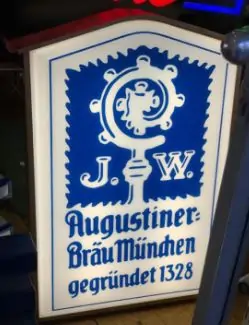 J. W.
Augustiner-
Bräu München
gegründet 1328